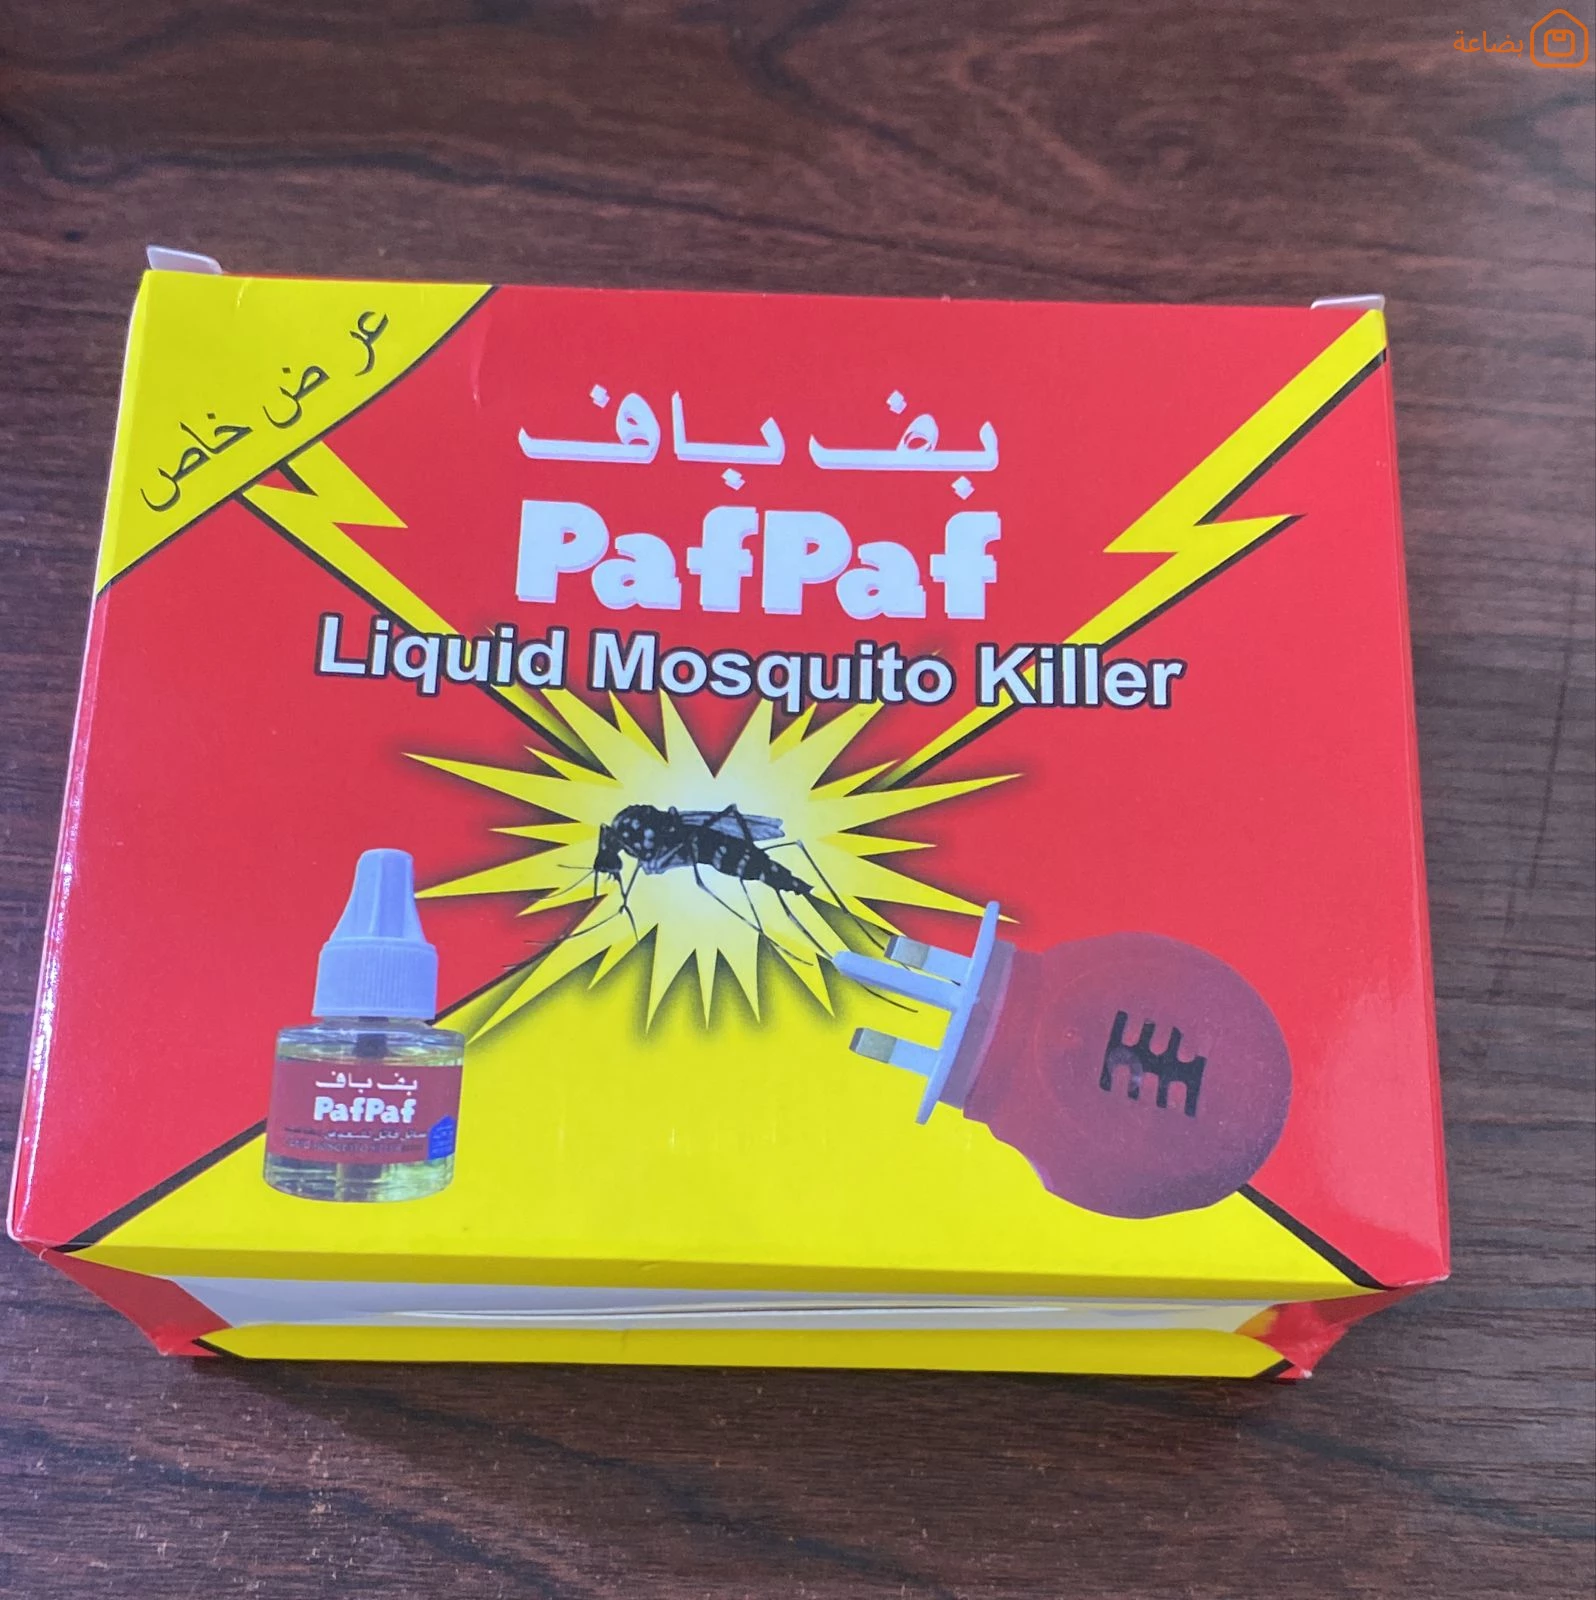 بضاعة
عرض خاص
بف باف
PafPaf
Liquid Mosquito Killer
بف باف
PafPaf